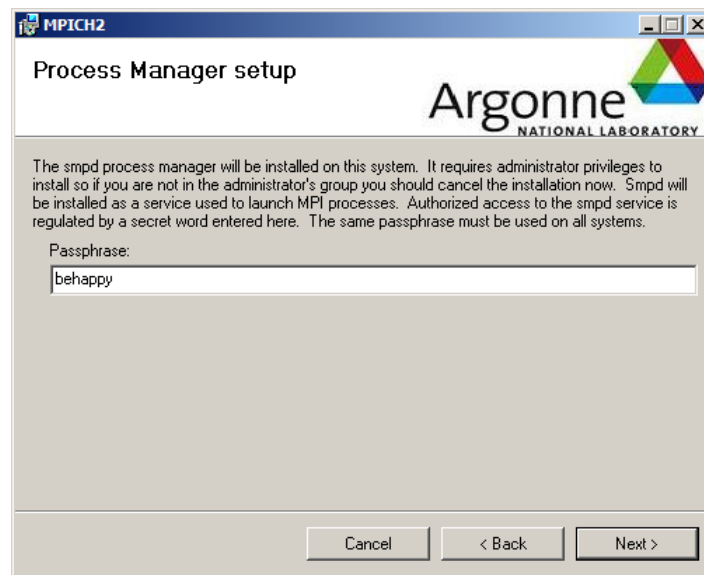 MPICH2
Process Manager setup
Argonne
NATIONAL LABORATORY
The smpd process manager will be installed on this system. It requires administrator privileges to
install so if you are not in the administrator's group you should cancel the installation now. Smpd will
be installed as a service used to launch MPI processes. Authorized access to the smpd service is
regulated by a secret word entered here. The same passphrase must be used on all systems.
Passphrase:
behappy
Cancel
< Back
Next >